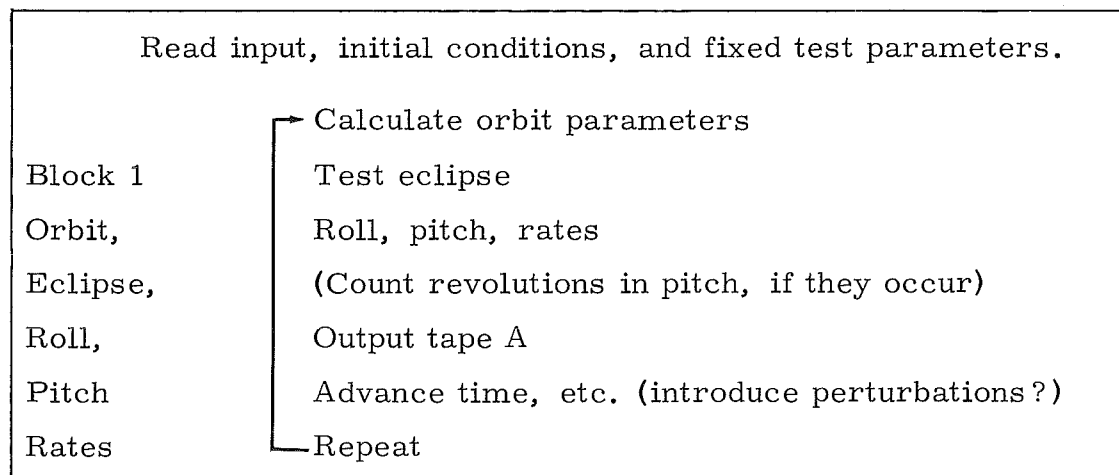 Read input, initial conditions, and fixed test parameters.
Calculate orbit parameters
Block 1 Test eclipse
Orbit, Roll, pitch, rates
Eclipse, (Count revolutions in pitch, if they occur)
Roll, Output tape A
Pitch Advance time, etc. (introduce perturbations?)
Rates Repeat